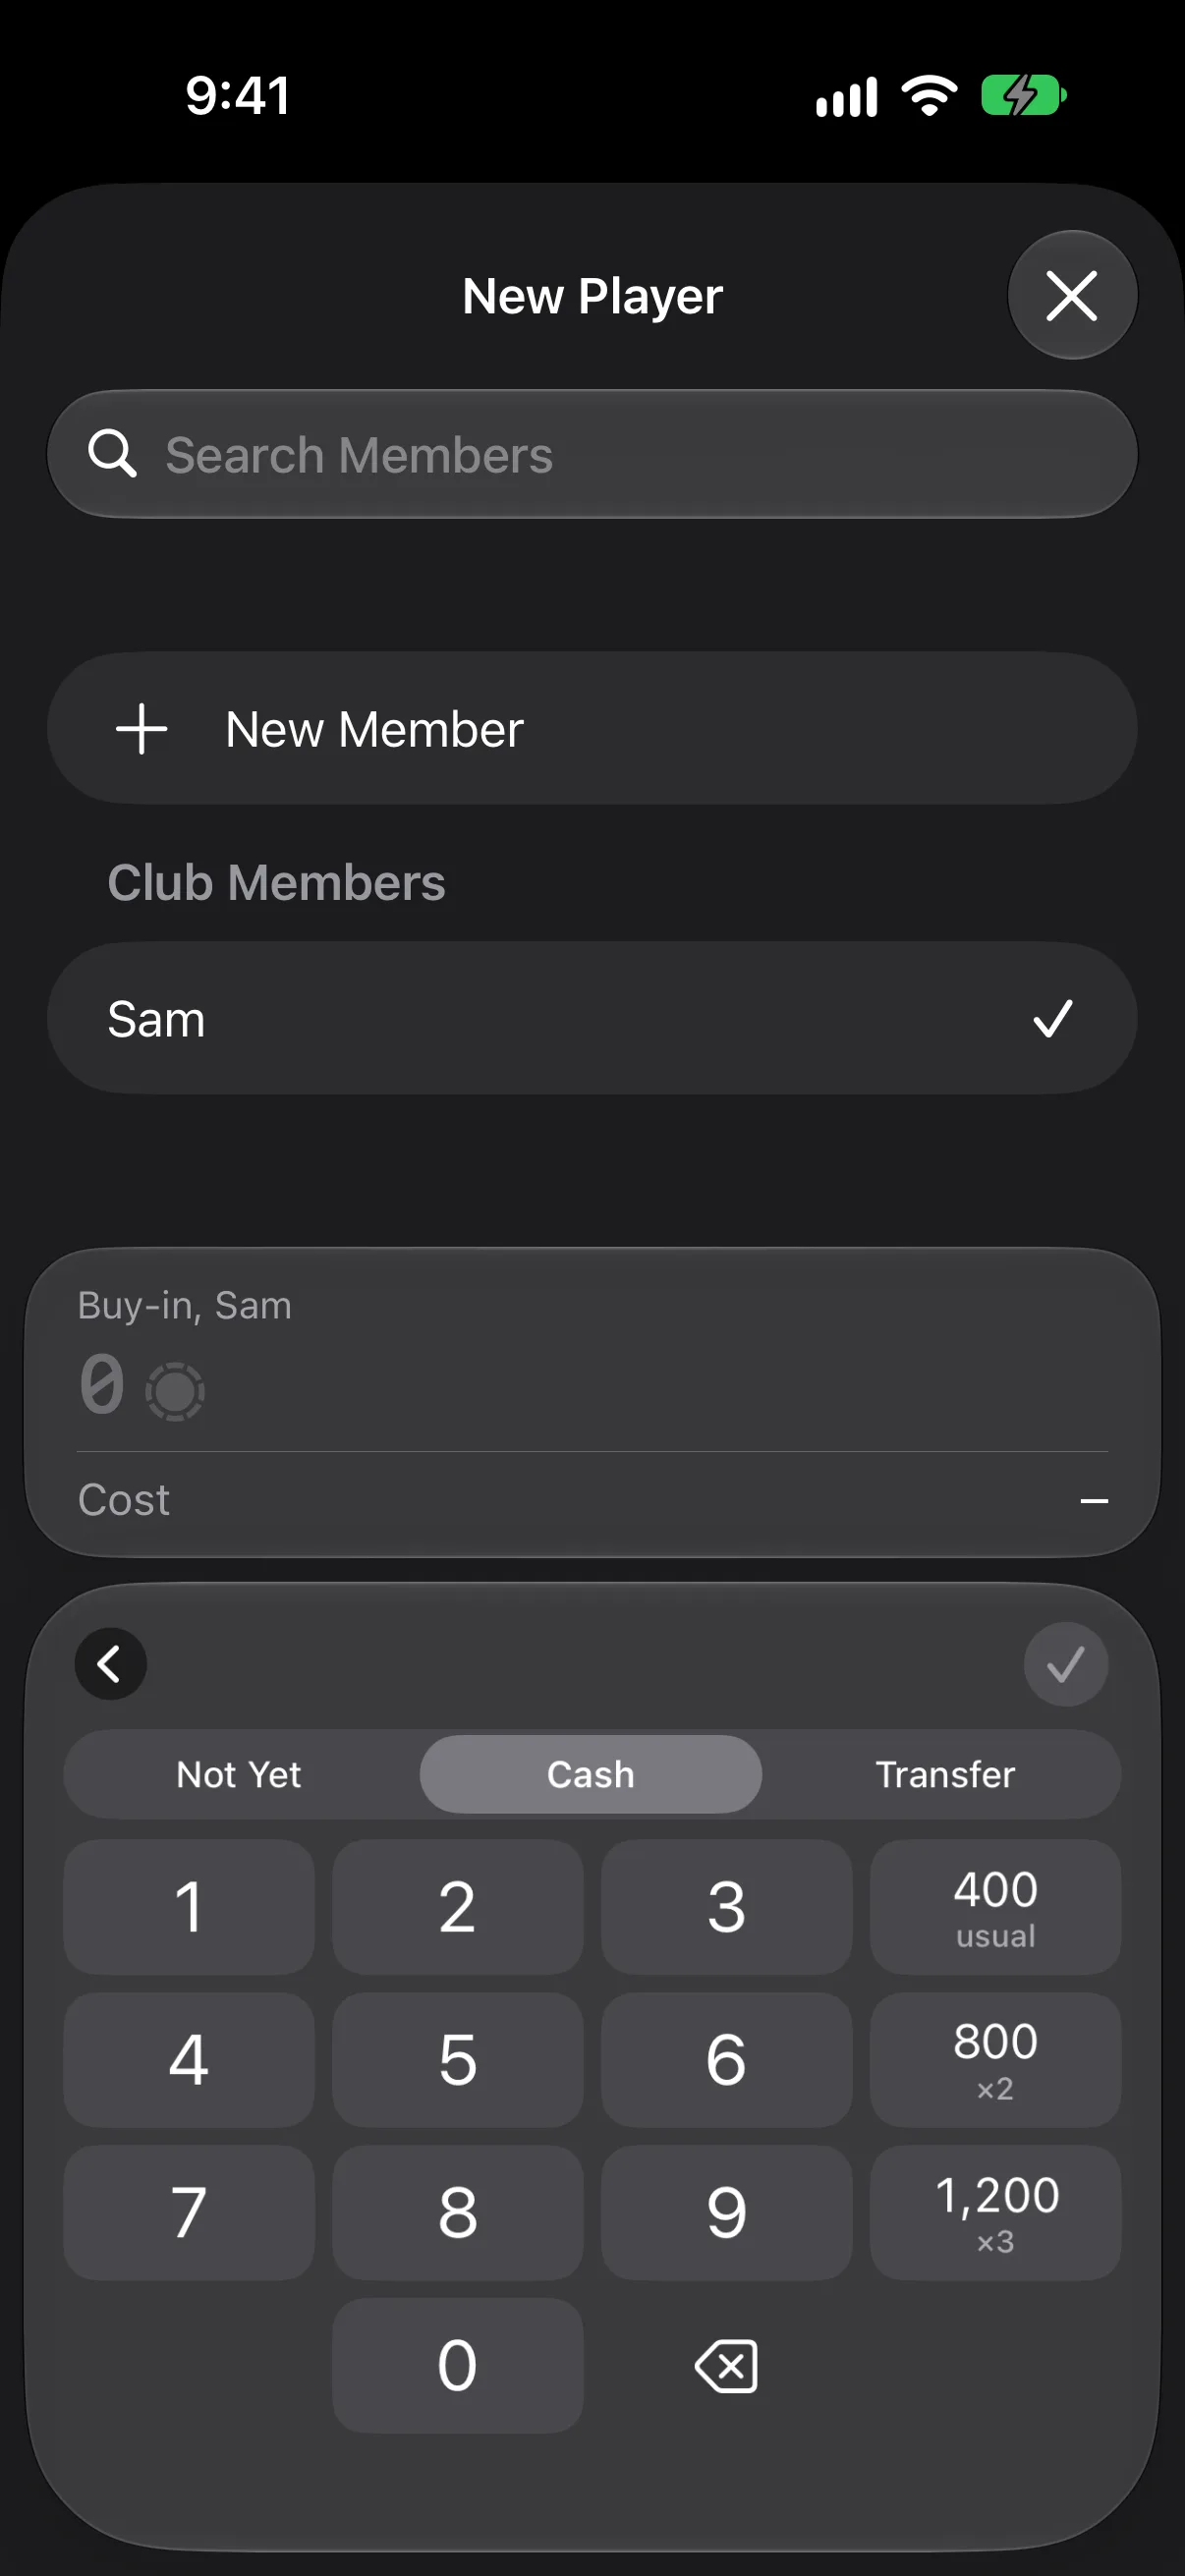 9:41
New Player
Search Members
New Member
Club Members
Sam
Buy-in, Sam
0
Cost
–
Not Yet Cash Transfer
1 2 3 400
usual
4 5 6 800
×2
7 8 9 1,200
×3
0